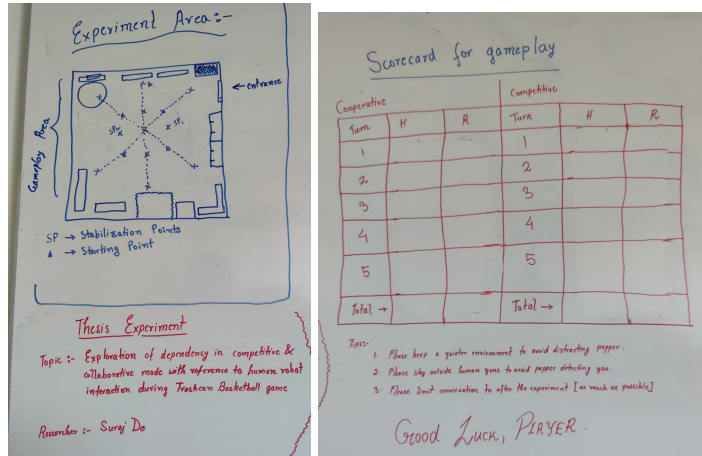 Experiment Area:-
← entrance
Gameplay Area
SP₂
SP₁
SP → Stabilization Points
▲ → Starting Point
Thesis Experiment
Topic :- Exploration of dependency in competitive &
collaborative mode with reference to human robot
interaction during Trashcan Basketball game
Researcher :- Suraj De
Scorecard for gameplay
Cooperative Competitive
Turn H R Turn H R
1 1
2 2
3 3
4 4
5 5
Total → Total →
Tips:-
1. Please keep a quieter environment to avoid distracting pepper.
2. Please stay outside human zone to avoid pepper detecting you.
3. Please limit conversation to after the experiment [as much as possible]
Good Luck, PLAYER.